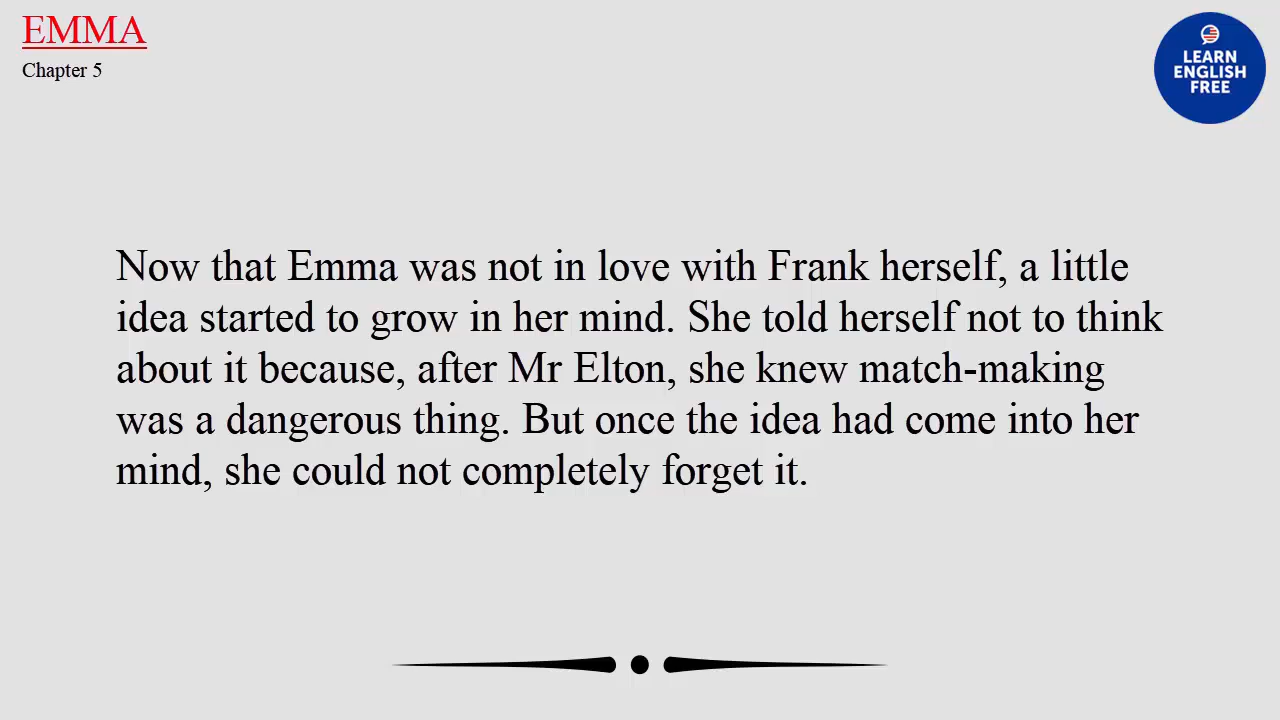 EMMA
Chapter 5
LEARN
ENGLISH
FREE
Now that Emma was not in love with Frank herself, a little
idea started to grow in her mind. She told herself not to think
about it because, after Mr Elton, she knew match-making
was a dangerous thing. But once the idea had come into her
mind, she could not completely forget it.